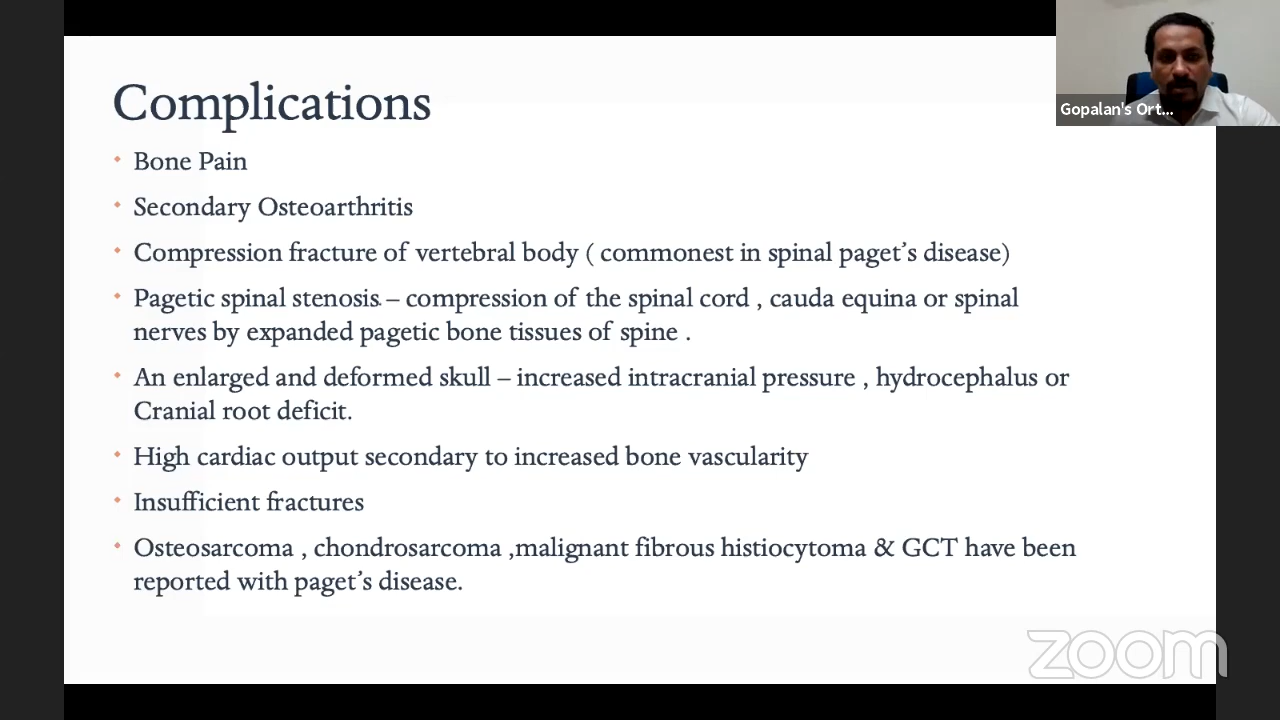 Complications
Bone Pain
Secondary Osteoarthritis
Compression fracture of vertebral body ( commonest in spinal paget's disease)
Pagetic spinal stenosis – compression of the spinal cord , cauda equina or spinal
nerves by expanded pagetic bone tissues of spine .
An enlarged and deformed skull – increased intracranial pressure , hydrocephalus or
Cranial root deficit.
High cardiac output secondary to increased bone vascularity
Insufficient fractures
Osteosarcoma , chondrosarcoma ,malignant fibrous histiocytoma & GCT have been
reported with paget's disease.
Gopalan's Ort...
zoom